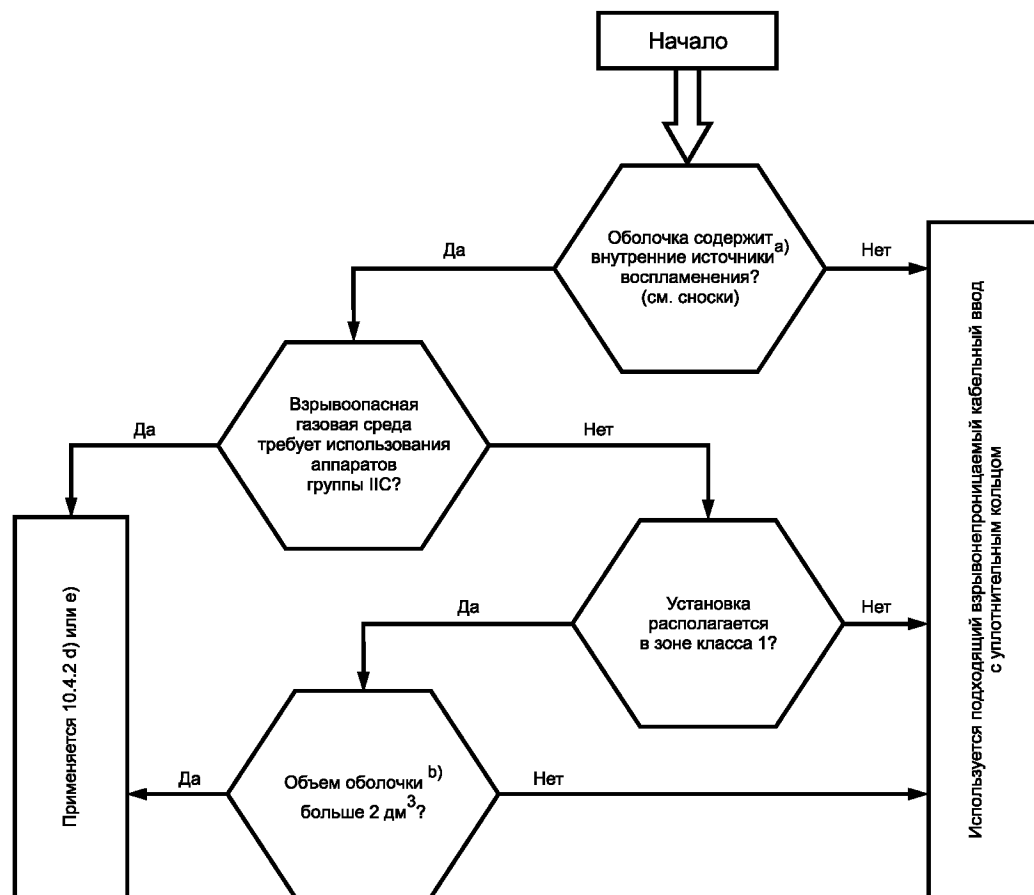 Начало
Оболочка содержит
внутренние источники a)
воспламенения?
(см. сноски)
Да
Нет
Взрывоопасная
газовая среда
требует использования
аппаратов
группы IIC?
Да
Нет
Установка
располагается
в зоне класса 1?
Да
Нет
Объем оболочки b)
больше 2 дм³?
Да
Нет
Применяется 10.4.2 d) или e)
Используется подходящий взрывонепроницаемый кабельный ввод
с уплотнительным кольцом